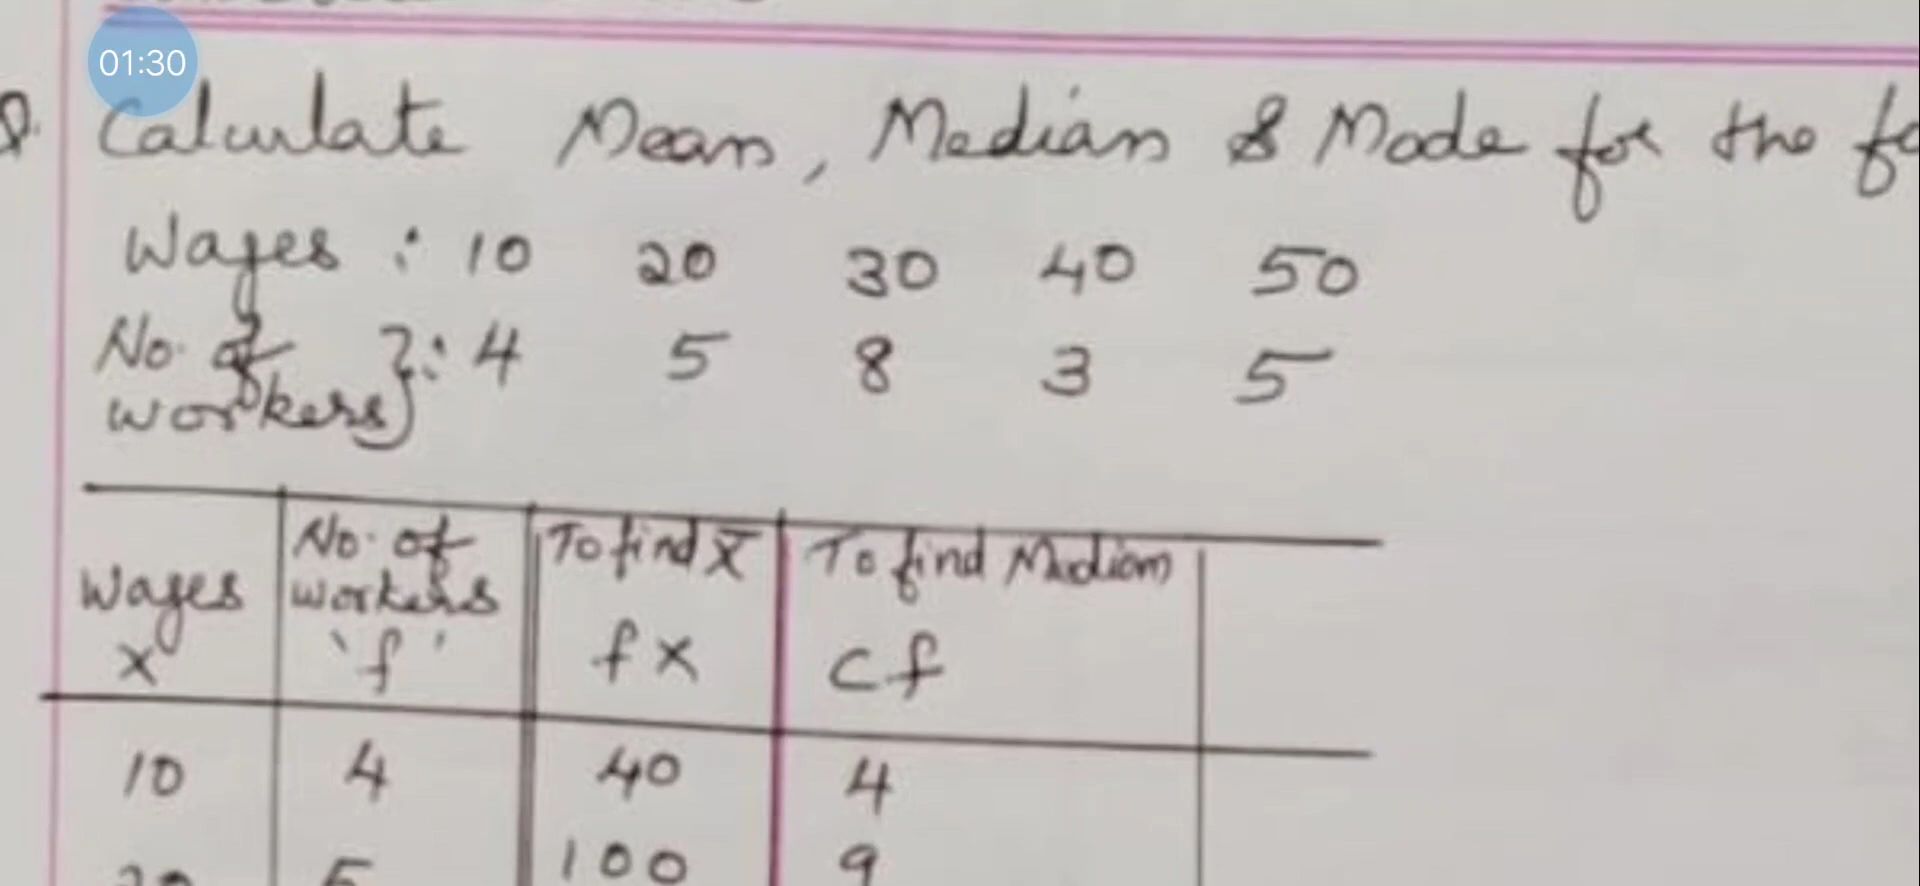 01:30
Q. Calculate Mean, Median & Mode for the
Wages : 10 20 30 40 50
No. of workers}: 4 5 8 3 5
Wages x
No. of workers 'f'
To find x̄ fx
To find Median cf
10 4 40 4
20 5 100 9